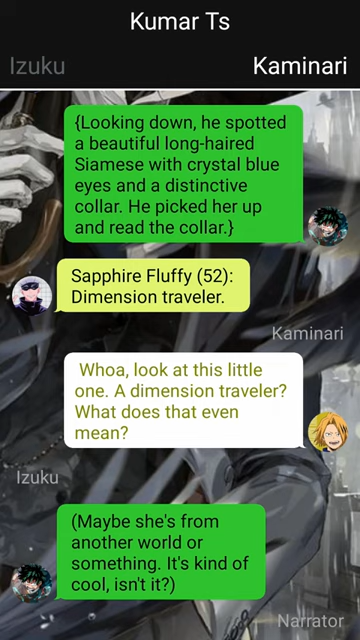 Kumar Ts
Izuku
Kaminari
{Looking down, he spotted
a beautiful long-haired
Siamese with crystal blue
eyes and a distinctive
collar. He picked her up
and read the collar.}
Sapphire Fluffy (52):
Dimension traveler.
Kaminari
Whoa, look at this little
one. A dimension traveler?
What does that even
mean?
Izuku
(Maybe she's from
another world or
something. It's kind of
cool, isn't it?)
Narrator